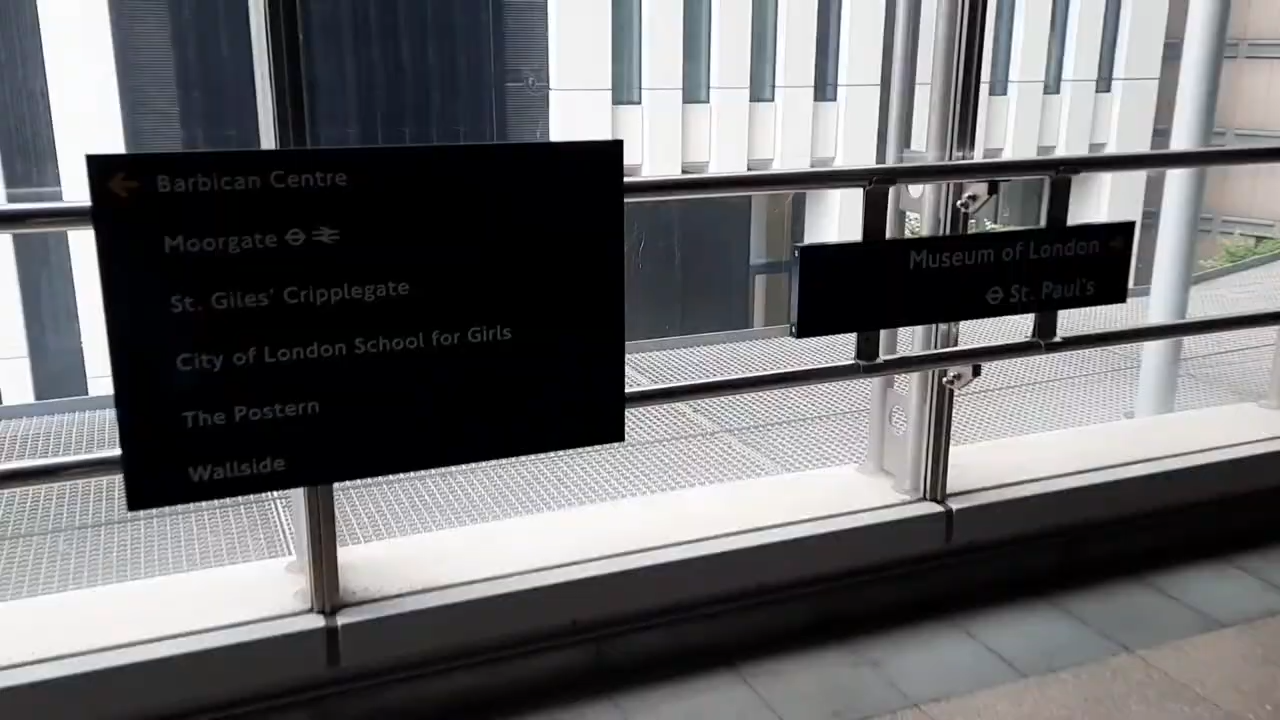 Barbican Centre
Moorgate
St. Giles' Cripplegate
City of London School for Girls
The Postern
Wallside
Museum of London
St. Paul's